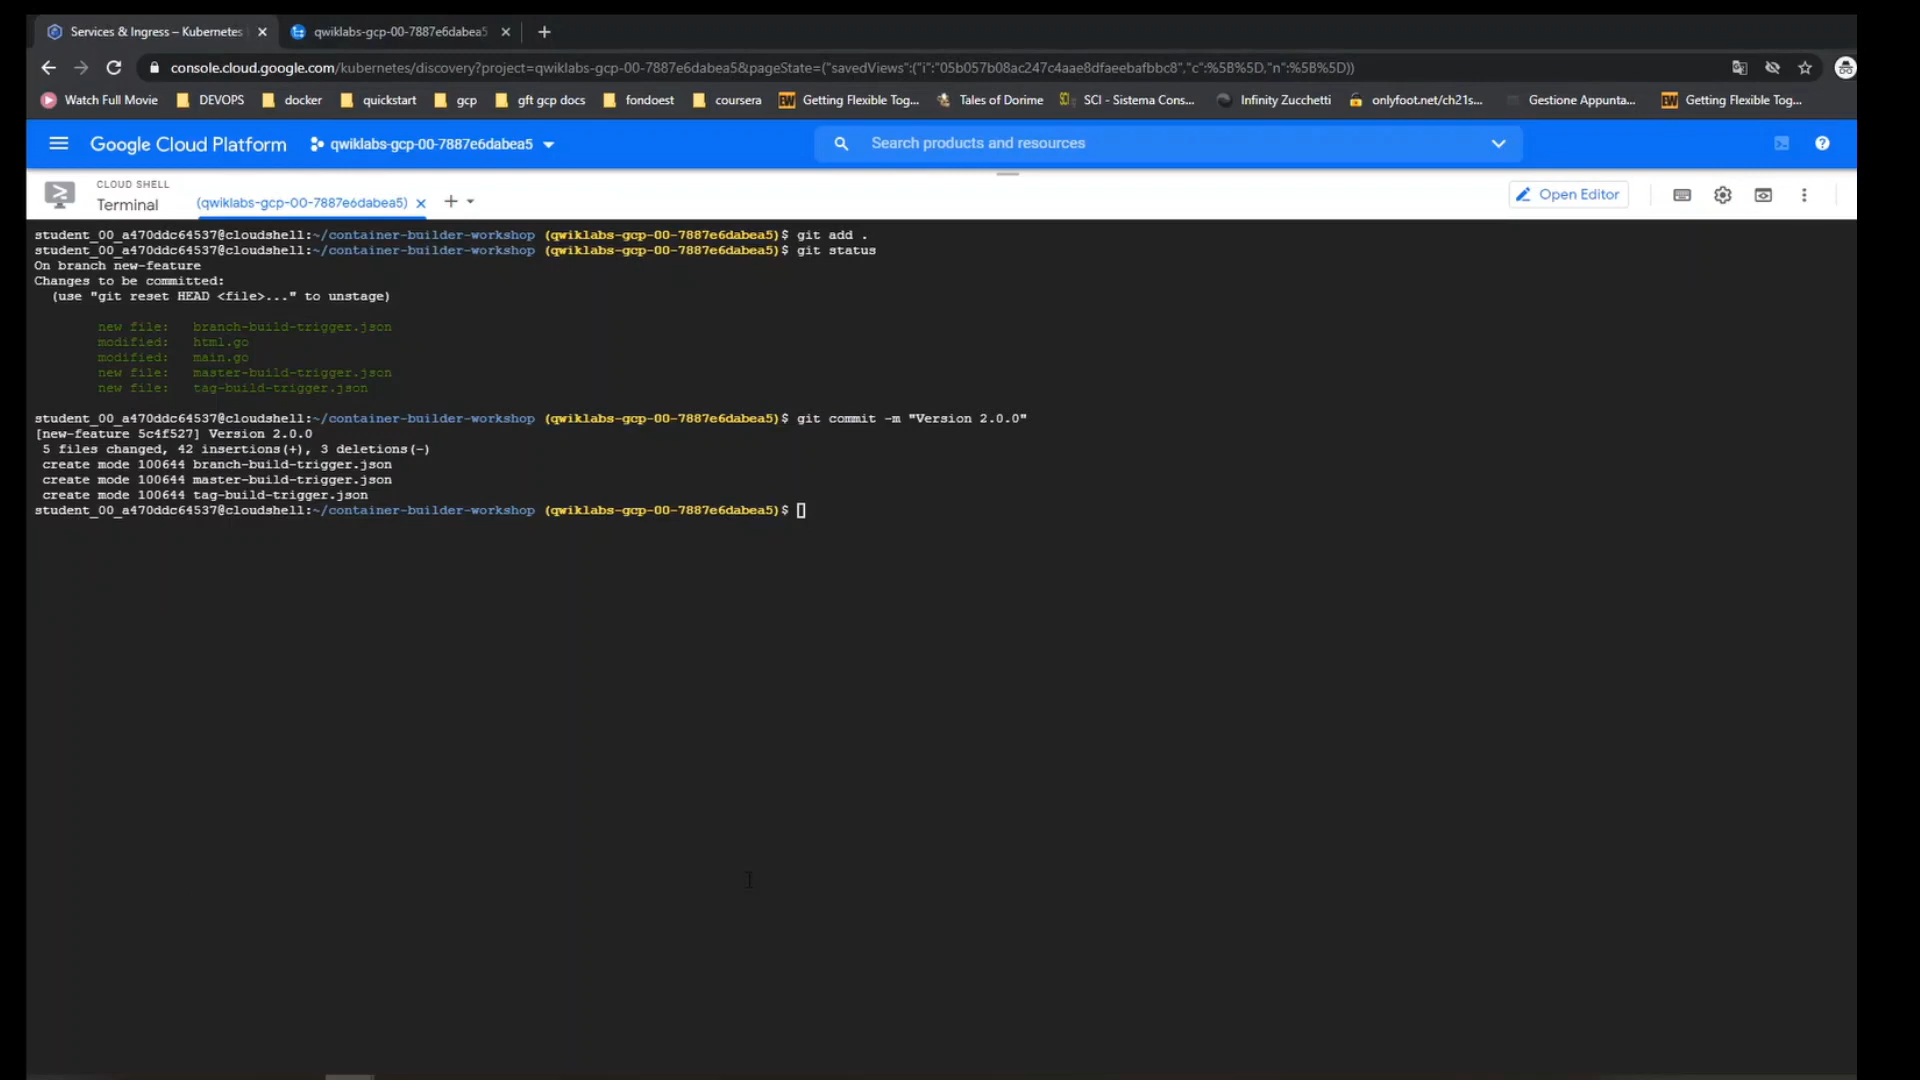 Services & Ingress – Kubernetes
qwiklabs-gcp-00-7887e6dabea5
console.cloud.google.com/kubernetes/discovery?project=qwiklabs-gcp-00-7887e6dabea5&pageState=("savedViews":("i":"05b057b08ac247c4aae8dfaeebafbbc8","c":%5B%5D,"n":%5B%5D))
Watch Full Movie DEVOPS docker quickstart gcp gft gcp docs fondoest coursera EW Getting Flexible Tog... Tales of Dorime SCI - Sistema Cons... Infinity Zucchetti onlyfoot.net/ch21s... Gestione Appunta... EW Getting Flexible Tog...
Google Cloud Platform qwiklabs-gcp-00-7887e6dabea5 Search products and resources
CLOUD SHELL
Terminal (qwiklabs-gcp-00-7887e6dabea5) Open Editor
student_00_a470ddc64537@cloudshell:~/container-builder-workshop (qwiklabs-gcp-00-7887e6dabea5)$ git add .
student_00_a470ddc64537@cloudshell:~/container-builder-workshop (qwiklabs-gcp-00-7887e6dabea5)$ git status
On branch new-feature
Changes to be committed:
(use "git reset HEAD <file>..." to unstage)
new file: branch-build-trigger.json
modified: html.go
modified: main.go
new file: master-build-trigger.json
new file: tag-build-trigger.json
student_00_a470ddc64537@cloudshell:~/container-builder-workshop (qwiklabs-gcp-00-7887e6dabea5)$ git commit -m "Version 2.0.0"
[new-feature 5c4f527] Version 2.0.0
5 files changed, 42 insertions(+), 3 deletions(-)
create mode 100644 branch-build-trigger.json
create mode 100644 master-build-trigger.json
create mode 100644 tag-build-trigger.json
student_00_a470ddc64537@cloudshell:~/container-builder-workshop (qwiklabs-gcp-00-7887e6dabea5)$